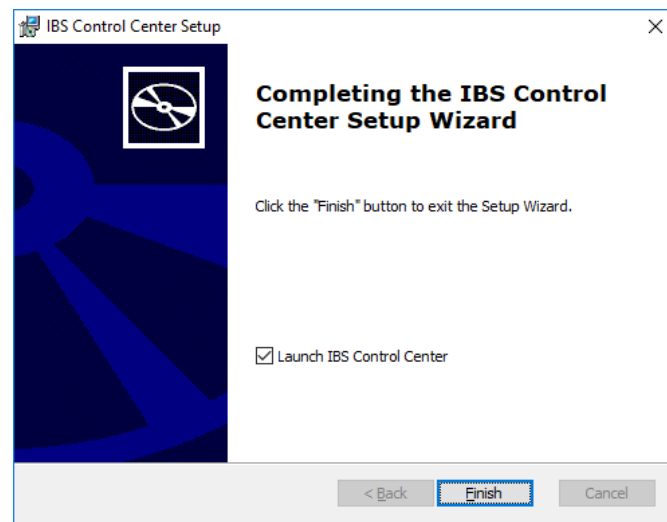 IBS Control Center Setup
Completing the IBS Control
Center Setup Wizard
Click the "Finish" button to exit the Setup Wizard.
Launch IBS Control Center
< Back Finish Cancel